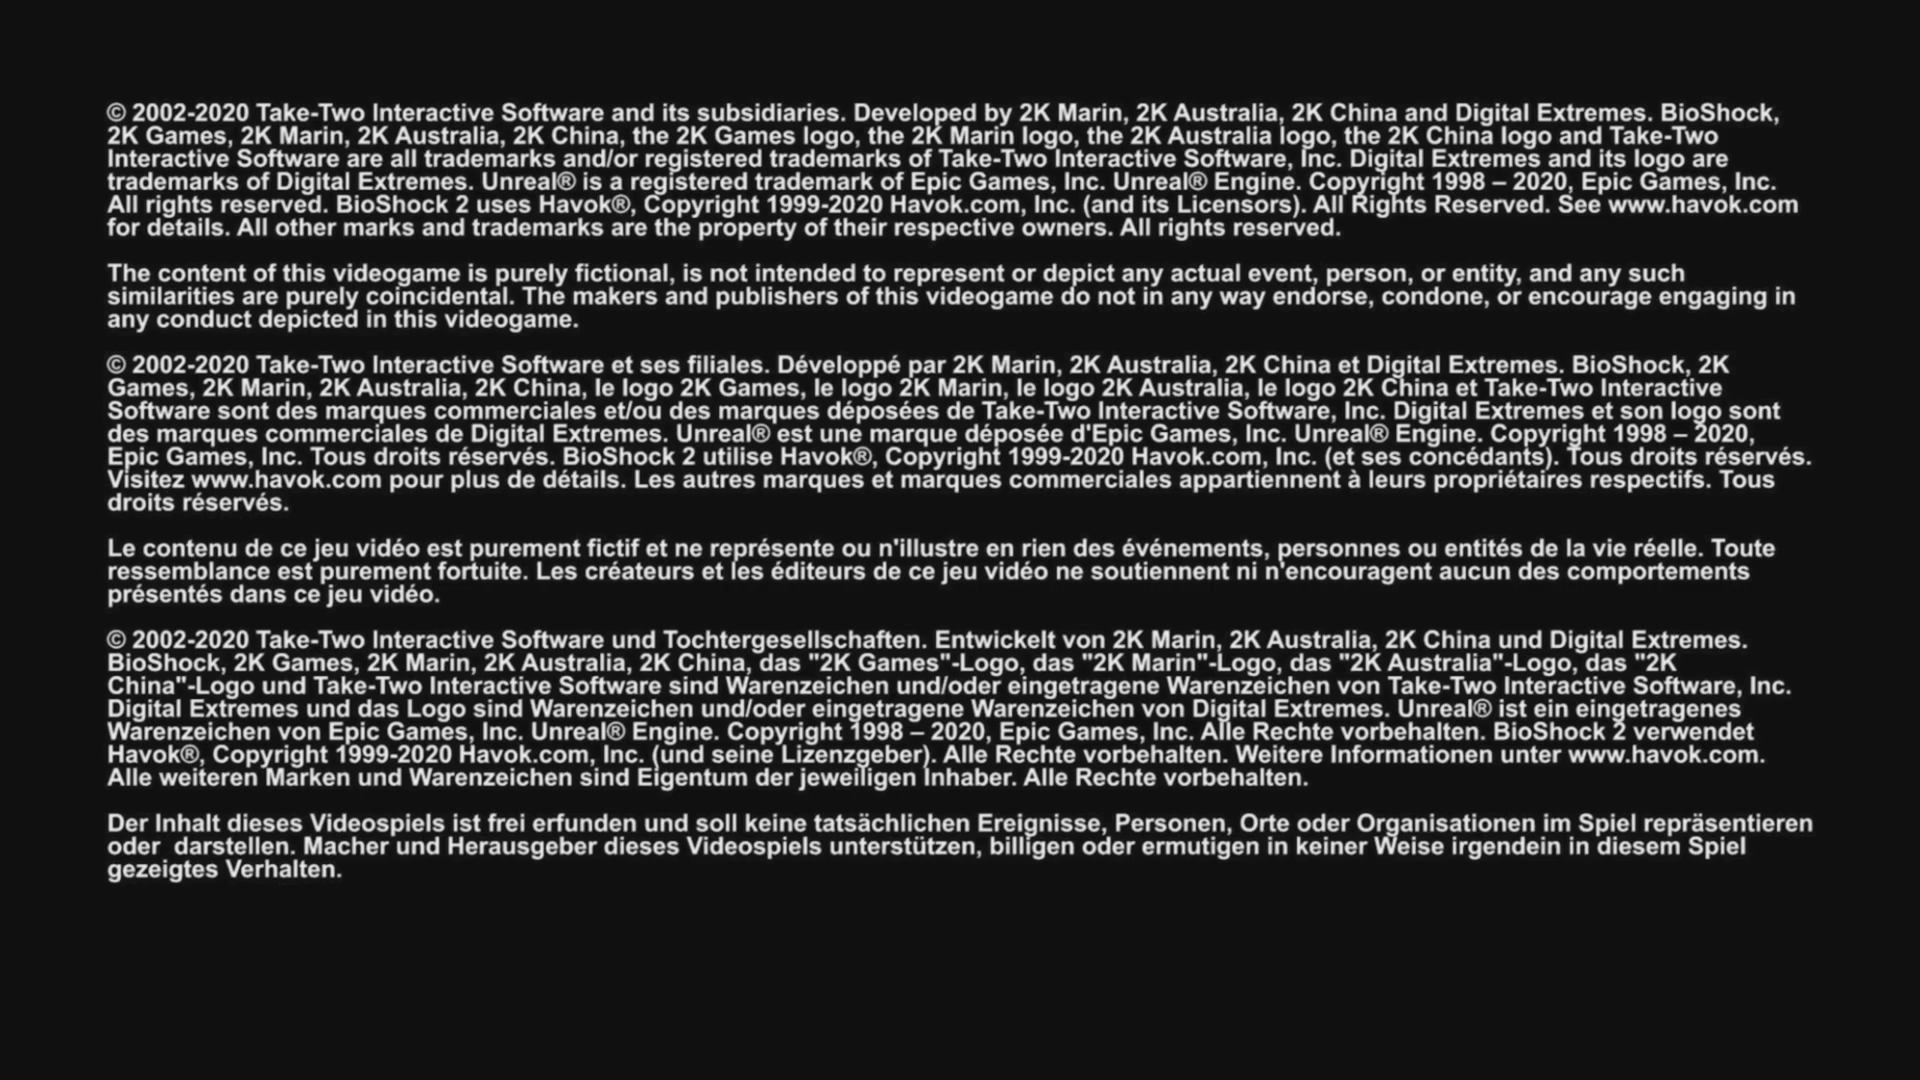 © 2002-2020 Take-Two Interactive Software and its subsidiaries. Developed by 2K Marin, 2K Australia, 2K China and Digital Extremes. BioShock,
2K Games, 2K Marin, 2K Australia, 2K China, the 2K Games logo, the 2K Marin logo, the 2K Australia logo, the 2K China logo and Take-Two
Interactive Software are all trademarks and/or registered trademarks of Take-Two Interactive Software, Inc. Digital Extremes and its logo are
trademarks of Digital Extremes. Unreal® is a registered trademark of Epic Games, Inc. Unreal® Engine. Copyright 1998 – 2020, Epic Games, Inc.
All rights reserved. BioShock 2 uses Havok®, Copyright 1999-2020 Havok.com, Inc. (and its Licensors). All Rights Reserved. See www.havok.com
for details. All other marks and trademarks are the property of their respective owners. All rights reserved.
The content of this videogame is purely fictional, is not intended to represent or depict any actual event, person, or entity, and any such
similarities are purely coincidental. The makers and publishers of this videogame do not in any way endorse, condone, or encourage engaging in
any conduct depicted in this videogame.
© 2002-2020 Take-Two Interactive Software et ses filiales. Développé par 2K Marin, 2K Australia, 2K China et Digital Extremes. BioShock, 2K
Games, 2K Marin, 2K Australia, 2K China, le logo 2K Games, le logo 2K Marin, le logo 2K Australia, le logo 2K China et Take-Two Interactive
Software sont des marques commerciales et/ou des marques déposées de Take-Two Interactive Software, Inc. Digital Extremes et son logo sont
des marques commerciales de Digital Extremes. Unreal® est une marque déposée d'Epic Games, Inc. Unreal® Engine. Copyright 1998 – 2020,
Epic Games, Inc. Tous droits réservés. BioShock 2 utilise Havok®, Copyright 1999-2020 Havok.com, Inc. (et ses concédants). Tous droits réservés.
Visitez www.havok.com pour plus de détails. Les autres marques et marques commerciales appartiennent à leurs propriétaires respectifs. Tous
droits réservés.
Le contenu de ce jeu vidéo est purement fictif et ne représente ou n'illustre en rien des événements, personnes ou entités de la vie réelle. Toute
ressemblance est purement fortuite. Les créateurs et les éditeurs de ce jeu vidéo ne soutiennent ni n'encouragent aucun des comportements
présentés dans ce jeu vidéo.
© 2002-2020 Take-Two Interactive Software und Tochtergesellschaften. Entwickelt von 2K Marin, 2K Australia, 2K China und Digital Extremes.
BioShock, 2K Games, 2K Marin, 2K Australia, 2K China, das "2K Games"-Logo, das "2K Marin"-Logo, das "2K Australia"-Logo, das "2K
China"-Logo und Take-Two Interactive Software sind Warenzeichen und/oder eingetragene Warenzeichen von Take-Two Interactive Software, Inc.
Digital Extremes und das Logo sind Warenzeichen und/oder eingetragene Warenzeichen von Digital Extremes. Unreal® ist ein eingetragenes
Warenzeichen von Epic Games, Inc. Unreal® Engine. Copyright 1998 – 2020, Epic Games, Inc. Alle Rechte vorbehalten. BioShock 2 verwendet
Havok®, Copyright 1999-2020 Havok.com, Inc. (und seine Lizenzgeber). Alle Rechte vorbehalten. Weitere Informationen unter www.havok.com.
Alle weiteren Marken und Warenzeichen sind Eigentum der jeweiligen Inhaber. Alle Rechte vorbehalten.
Der Inhalt dieses Videospiels ist frei erfunden und soll keine tatsächlichen Ereignisse, Personen, Orte oder Organisationen im Spiel repräsentieren
oder  darstellen. Macher und Herausgeber dieses Videospiels unterstützen, billigen oder ermutigen in keiner Weise irgendein in diesem Spiel
gezeigtes Verhalten.